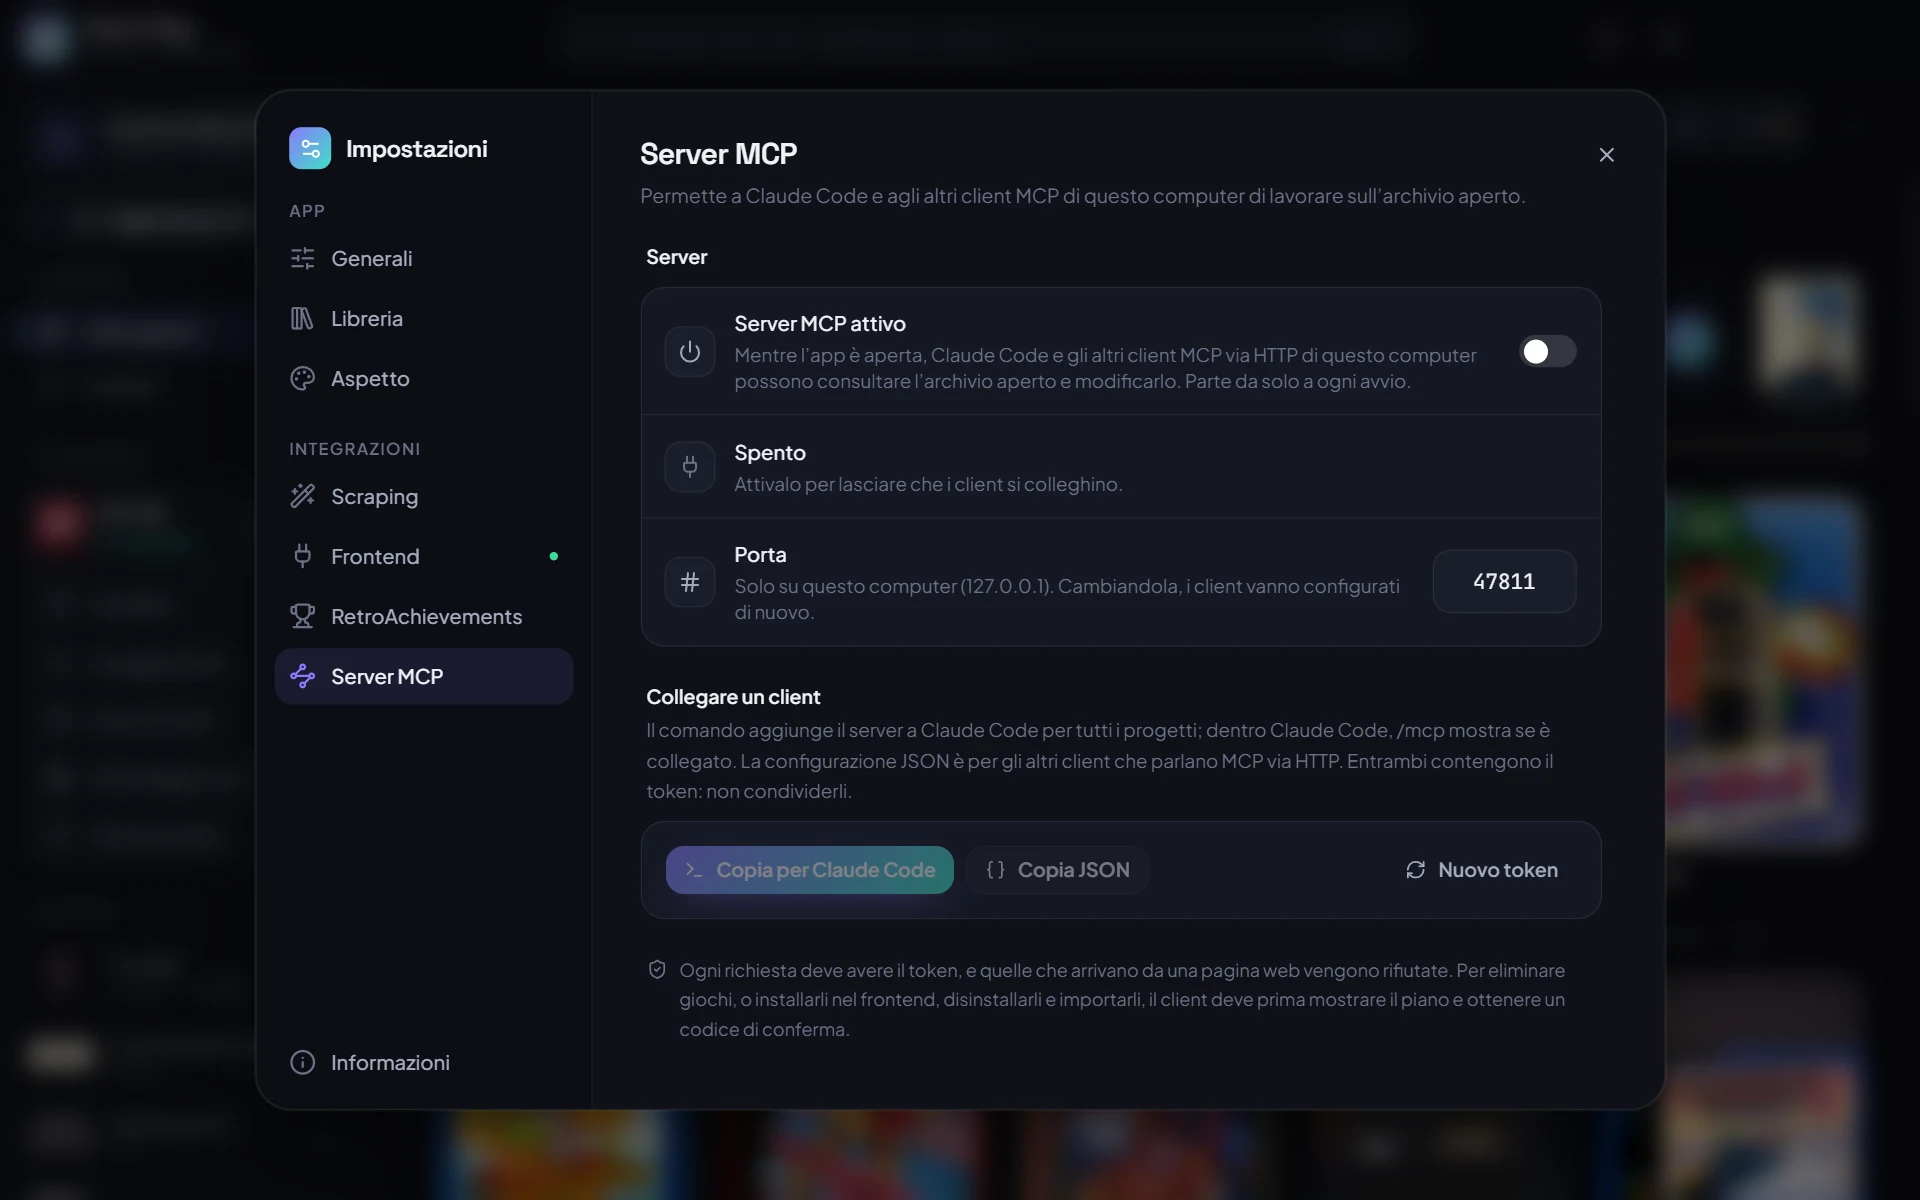 Impostazioni
APP
Generali
Libreria
Aspetto
INTEGRAZIONI
Scraping
Frontend
RetroAchievements
Server MCP
Informazioni
Server MCP
Permette a Claude Code e agli altri client MCP di questo computer di lavorare sull’archivio aperto.
Server
Server MCP attivo
Mentre l’app è aperta, Claude Code e gli altri client MCP via HTTP di questo computer
possono consultare l’archivio aperto e modificarlo. Parte da solo a ogni avvio.
Spento
Attivalo per lasciare che i client si colleghino.
Porta
Solo su questo computer (127.0.0.1). Cambiandola, i client vanno configurati
di nuovo.
47811
Collegare un client
Il comando aggiunge il server a Claude Code per tutti i progetti; dentro Claude Code, /mcp mostra se è
collegato. La configurazione JSON è per gli altri client che parlano MCP via HTTP. Entrambi contengono il
token: non condividerli.
Copia per Claude Code
Copia JSON
Nuovo token
Ogni richiesta deve avere il token, e quelle che arrivano da una pagina web vengono rifiutate. Per eliminare
giochi, o installarli nel frontend, disinstallarli e importarli, il client deve prima mostrare il piano e ottenere un
codice di conferma.